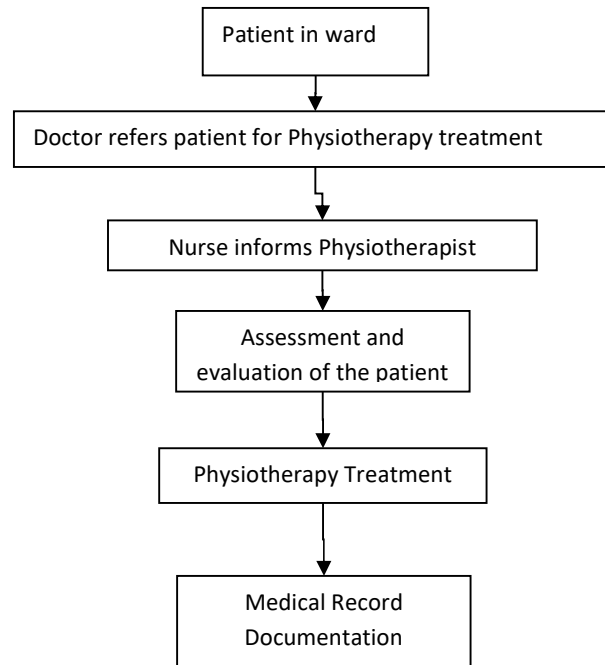 Patient in ward
Doctor refers patient for Physiotherapy treatment
Nurse informs Physiotherapist
Assessment and
evaluation of the patient
Physiotherapy Treatment
Medical Record
Documentation